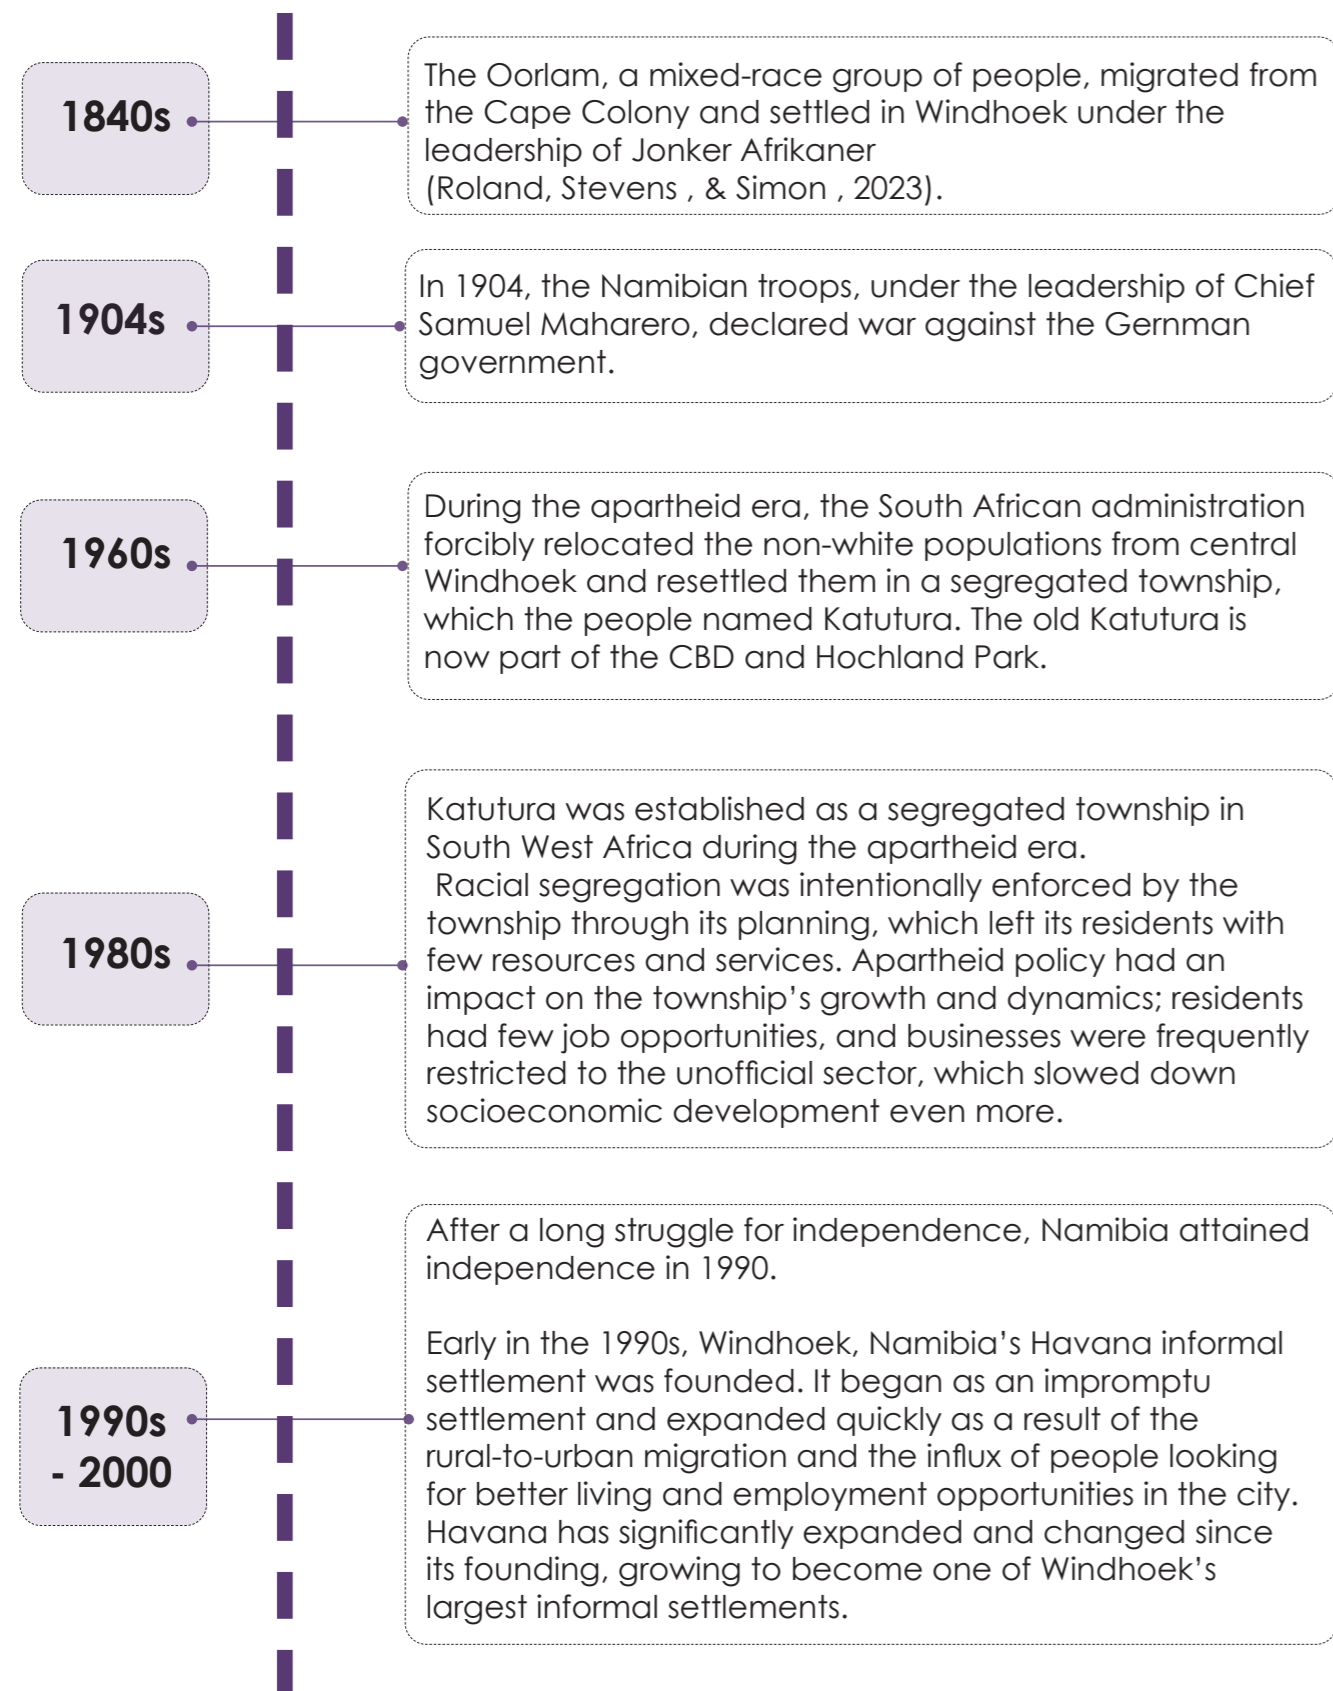 1840s
The Oorlam, a mixed-race group of people, migrated from
the Cape Colony and settled in Windhoek under the
leadership of Jonker Afrikaner
(Roland, Stevens , & Simon , 2023).
1904s
In 1904, the Namibian troops, under the leadership of Chief
Samuel Maharero, declared war against the Gernman
government.
1960s
During the apartheid era, the South African administration
forcibly relocated the non-white populations from central
Windhoek and resettled them in a segregated township,
which the people named Katutura. The old Katutura is
now part of the CBD and Hochland Park.
1980s
Katutura was established as a segregated township in
South West Africa during the apartheid era.
Racial segregation was intentionally enforced by the
township through its planning, which left its residents with
few resources and services. Apartheid policy had an
impact on the township’s growth and dynamics; residents
had few job opportunities, and businesses were frequently
restricted to the unofficial sector, which slowed down
socioeconomic development even more.
1990s
- 2000
After a long struggle for independence, Namibia attained
independence in 1990.
Early in the 1990s, Windhoek, Namibia’s Havana informal
settlement was founded. It began as an impromptu
settlement and expanded quickly as a result of the
rural-to-urban migration and the influx of people looking
for better living and employment opportunities in the city.
Havana has significantly expanded and changed since
its founding, growing to become one of Windhoek’s
largest informal settlements.